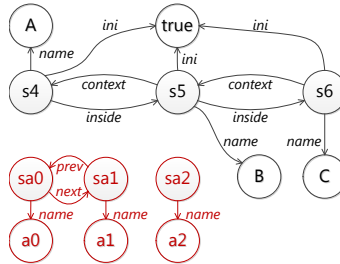 A true
ini ini
name ini
s4 context s5 context s6
inside inside
name name
B C
sa0 prev sa1 sa2
next
name name name
a0 a1 a2